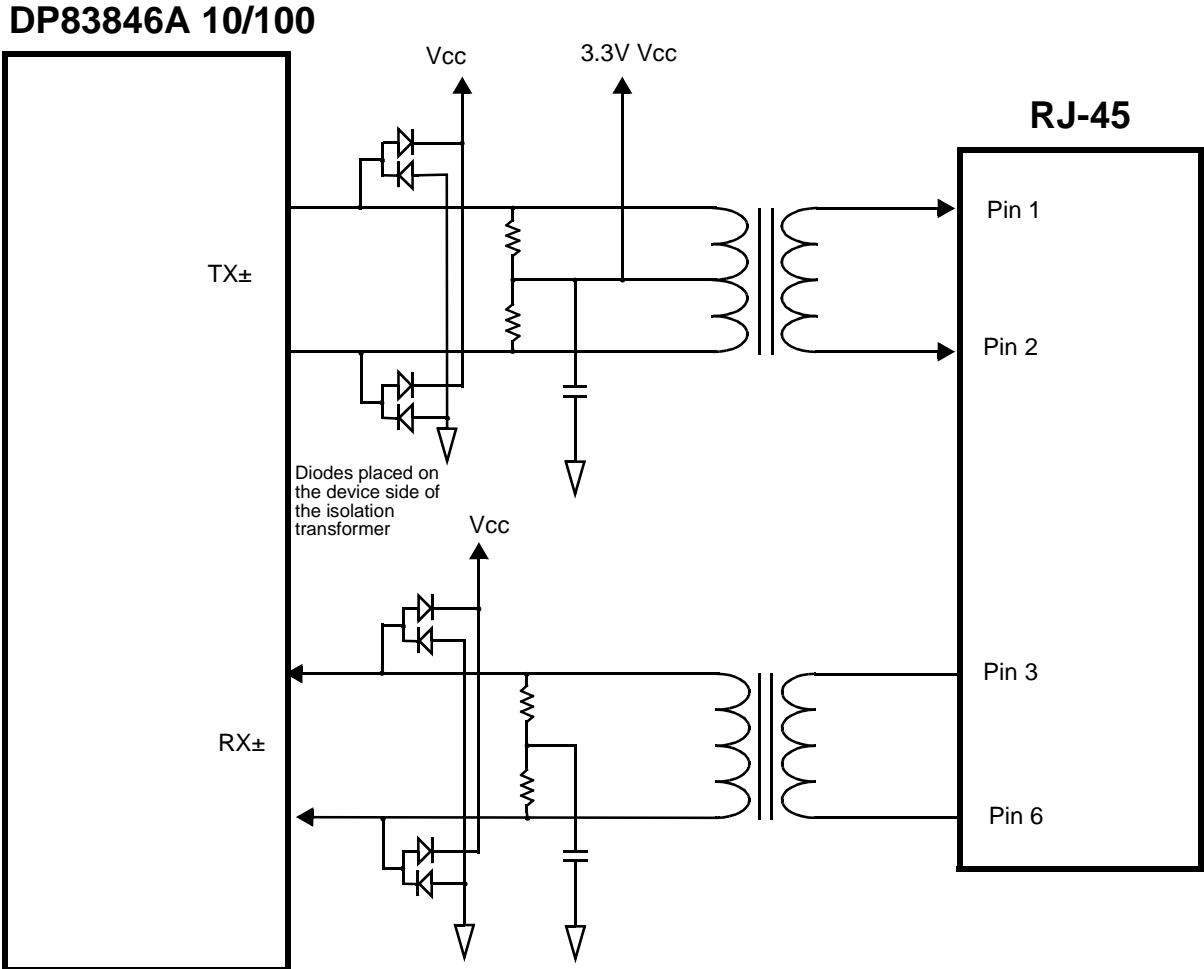 DP83846A 10/100
Vcc
3.3V Vcc
RJ-45
Pin 1
TX±
Pin 2
Diodes placed on
the device side of
the isolation
transformer
Vcc
Pin 3
RX±
Pin 6